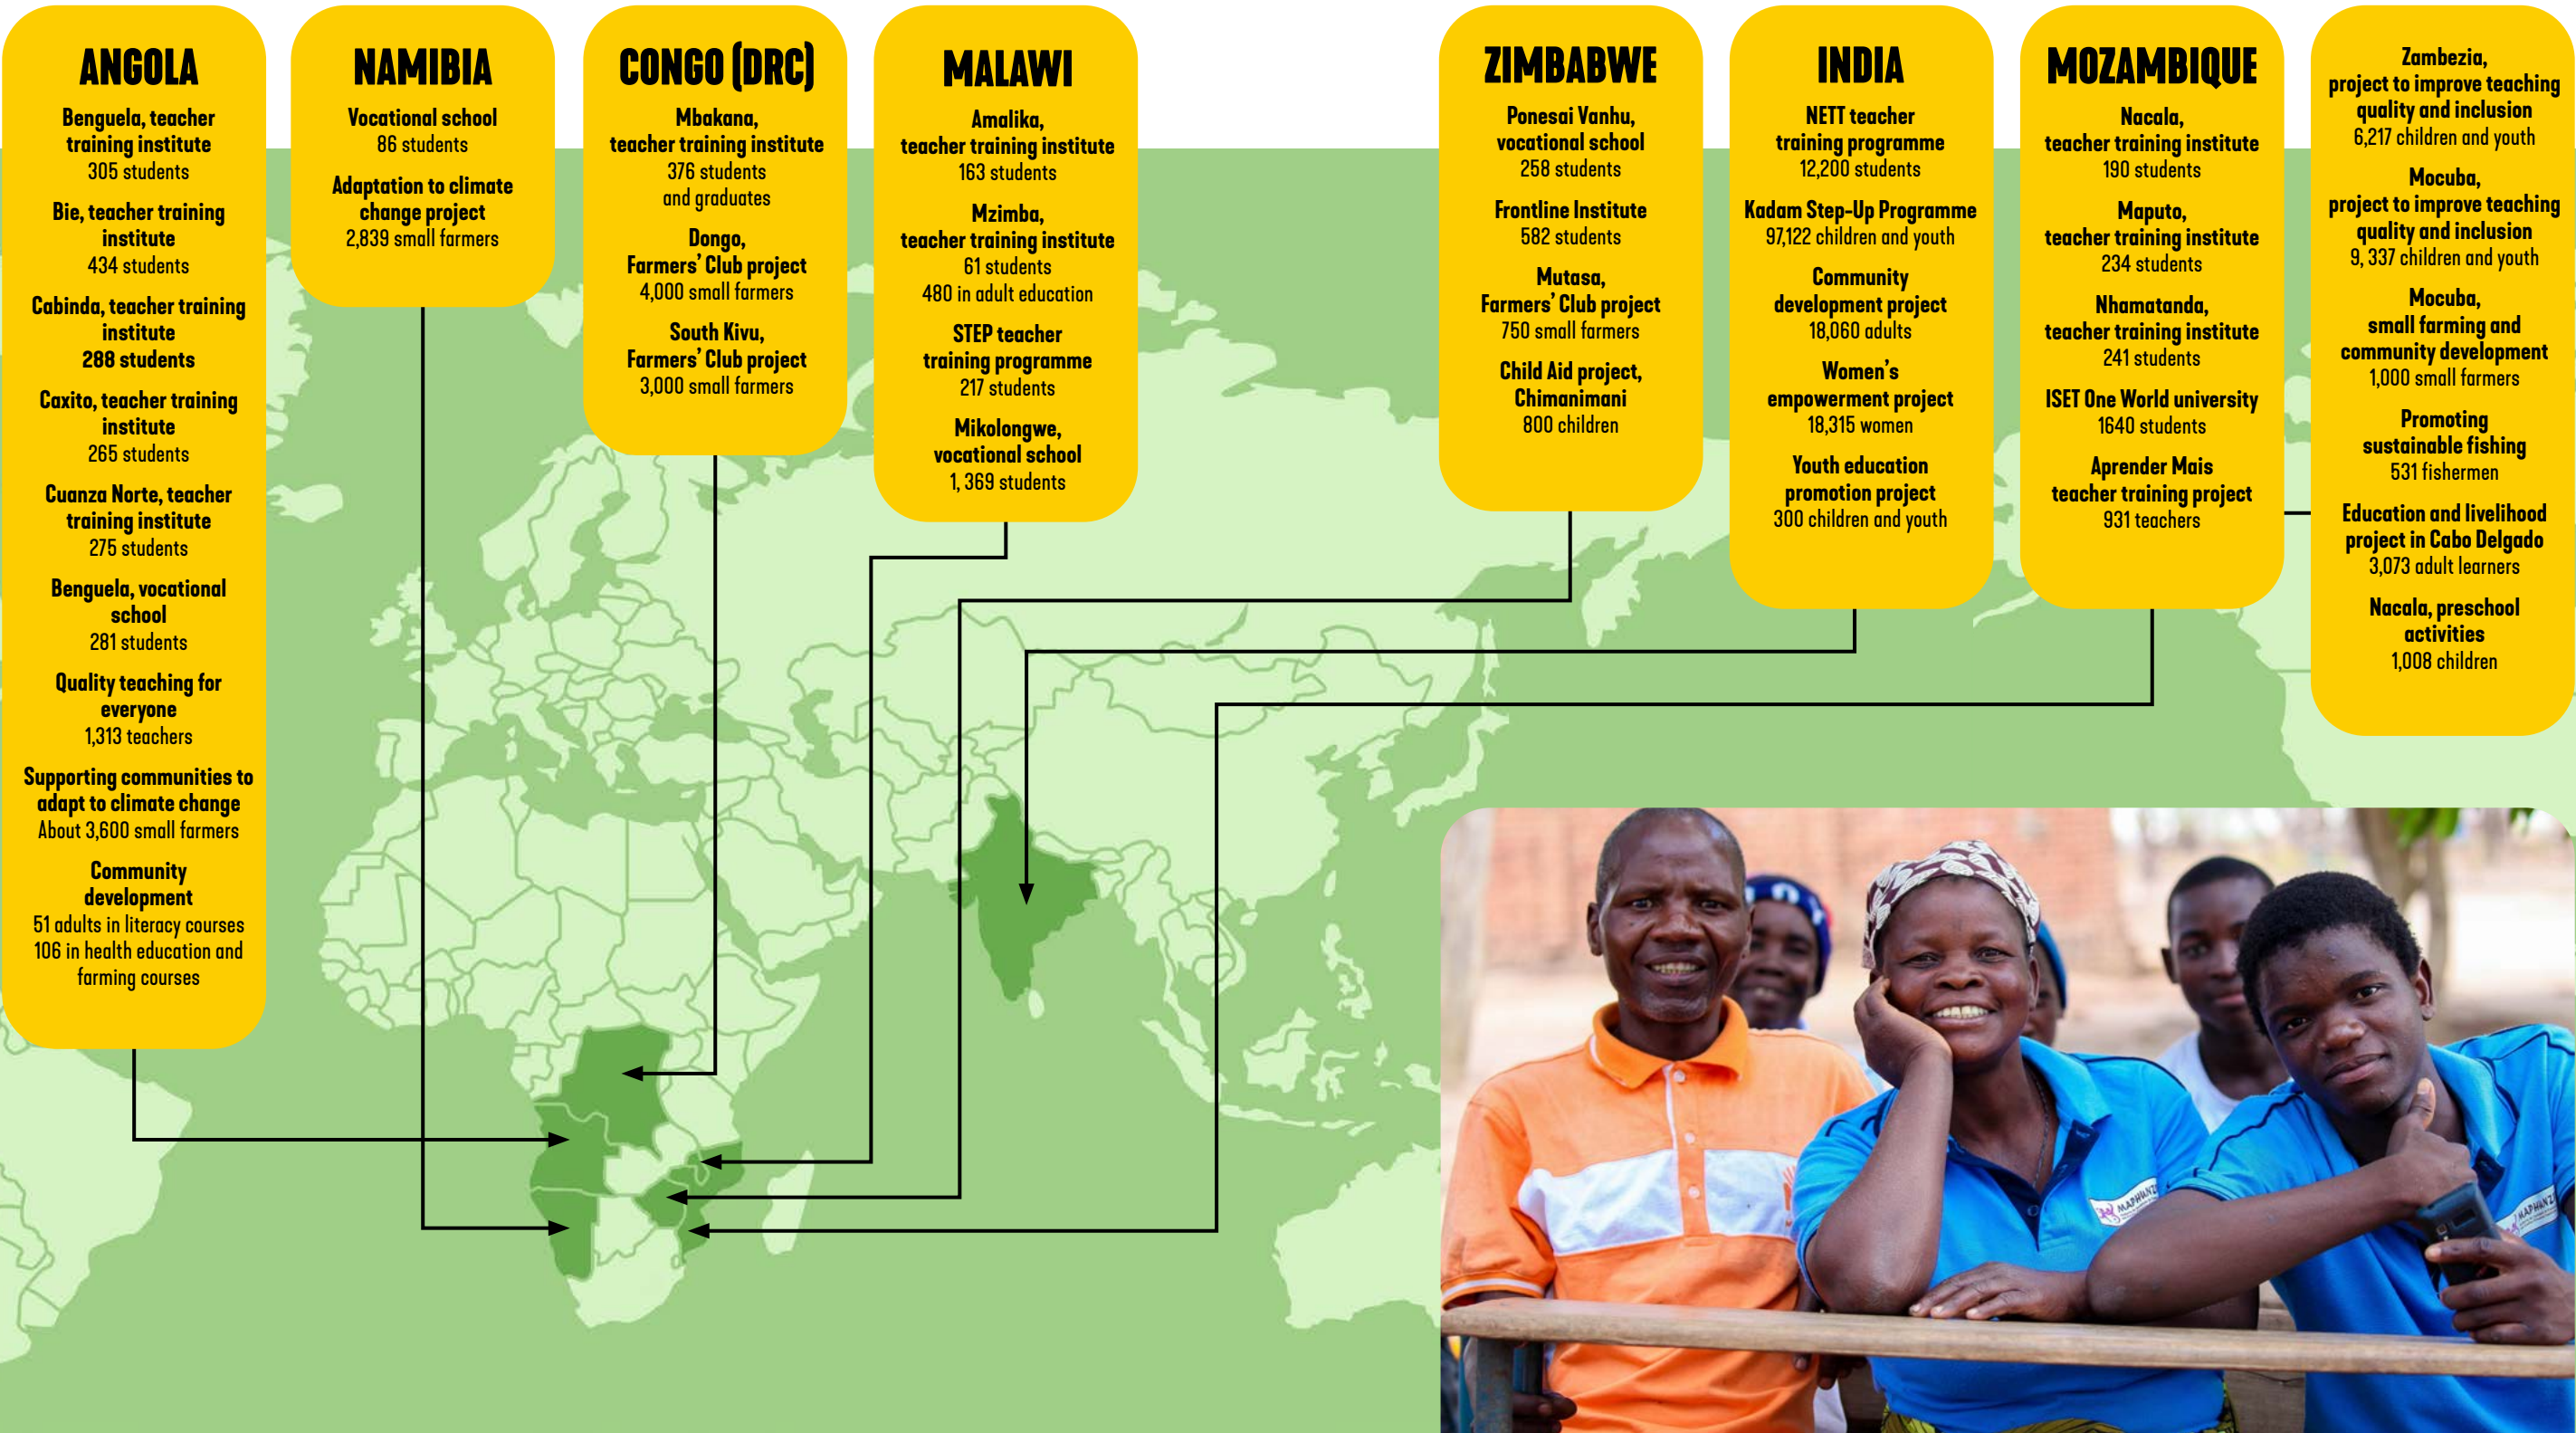 ANGOLA
Benguela, teacher
training institute
305 students
Bie, teacher training
institute
434 students
Cabinda, teacher training
institute
288 students
Caxito, teacher training
institute
265 students
Cuanza Norte, teacher
training institute
275 students
Benguela, vocational
school
281 students
Quality teaching for
everyone
1,313 teachers
Supporting communities to
adapt to climate change
About 3,600 small farmers
Community
development
51 adults in literacy courses
106 in health education and
farming courses
NAMIBIA
Vocational school
86 students
Adaptation to climate
change project
2,839 small farmers
CONGO (DRC)
Mbakana,
teacher training institute
376 students
and graduates
Dongo,
Farmers’ Club project
4,000 small farmers
South Kivu,
Farmers’ Club project
3,000 small farmers
MALAWI
Amalika,
teacher training institute
163 students
Mzimba,
teacher training institute
61 students
480 in adult education
STEP teacher
training programme
217 students
Mikolongwe,
vocational school
1, 369 students
ZIMBABWE
Ponesai Vanhu,
vocational school
258 students
Frontline Institute
582 students
Mutasa,
Farmers’ Club project
750 small farmers
Child Aid project,
Chimanimani
800 children
INDIA
NETT teacher
training programme
12,200 students
Kadam Step-Up Programme
97,122 children and youth
Community
development project
18,060 adults
Women’s
empowerment project
18,315 women
Youth education
promotion project
300 children and youth
MOZAMBIQUE
Nacala,
teacher training institute
190 students
Maputo,
teacher training institute
234 students
Nhamatanda,
teacher training institute
241 students
ISET One World university
1640 students
Aprender Mais
teacher training project
931 teachers
Zambezia,
project to improve teaching
quality and inclusion
6,217 children and youth
Mocuba,
project to improve teaching
quality and inclusion
9, 337 children and youth
Mocuba,
small farming and
community development
1,000 small farmers
Promoting
sustainable fishing
531 fishermen
Education and livelihood
project in Cabo Delgado
3,073 adult learners
Nacala, preschool
activities
1,008 children